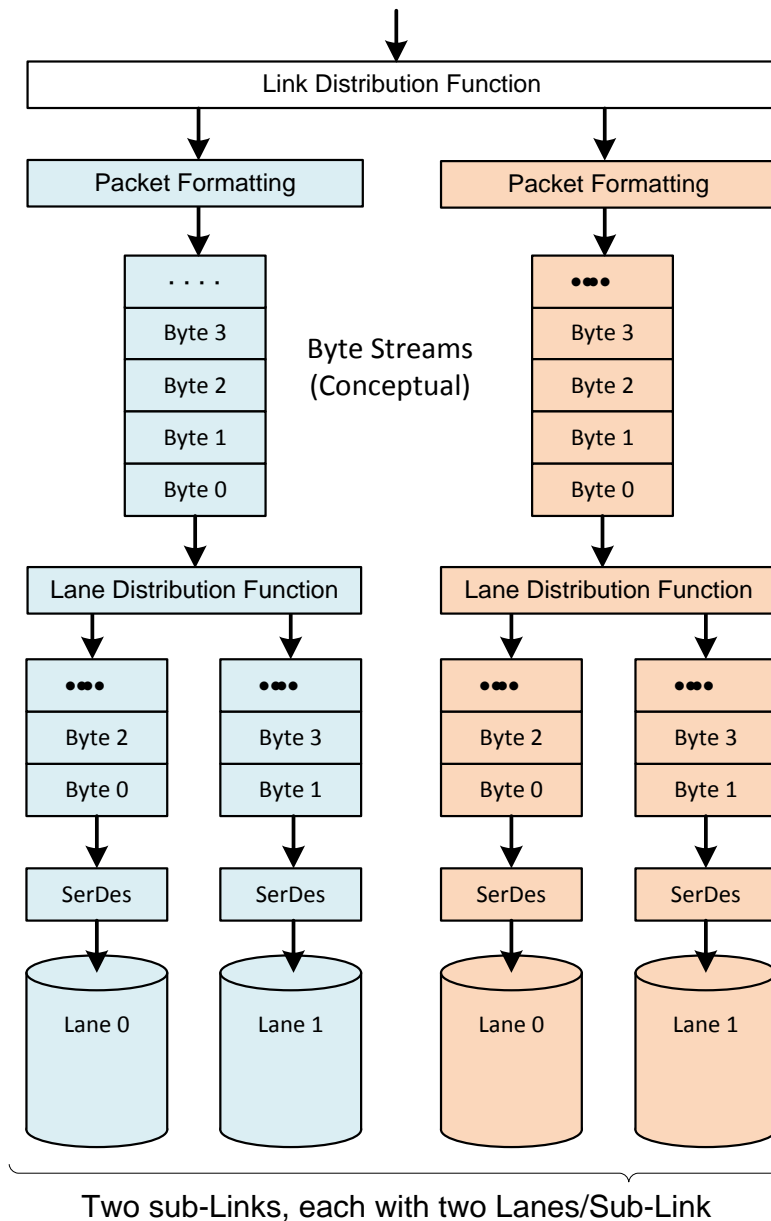 Link Distribution Function
Packet Formatting
Packet Formatting
. . . .
Byte 3
Byte 2
Byte 1
Byte 0
Byte Streams
(Conceptual)
••••
Byte 3
Byte 2
Byte 1
Byte 0
Lane Distribution Function
Lane Distribution Function
••••
Byte 2
Byte 0
••••
Byte 3
Byte 1
••••
Byte 2
Byte 0
••••
Byte 3
Byte 1
SerDes
SerDes
SerDes
SerDes
Lane 0
Lane 1
Lane 0
Lane 1
Two sub-Links, each with two Lanes/Sub-Link